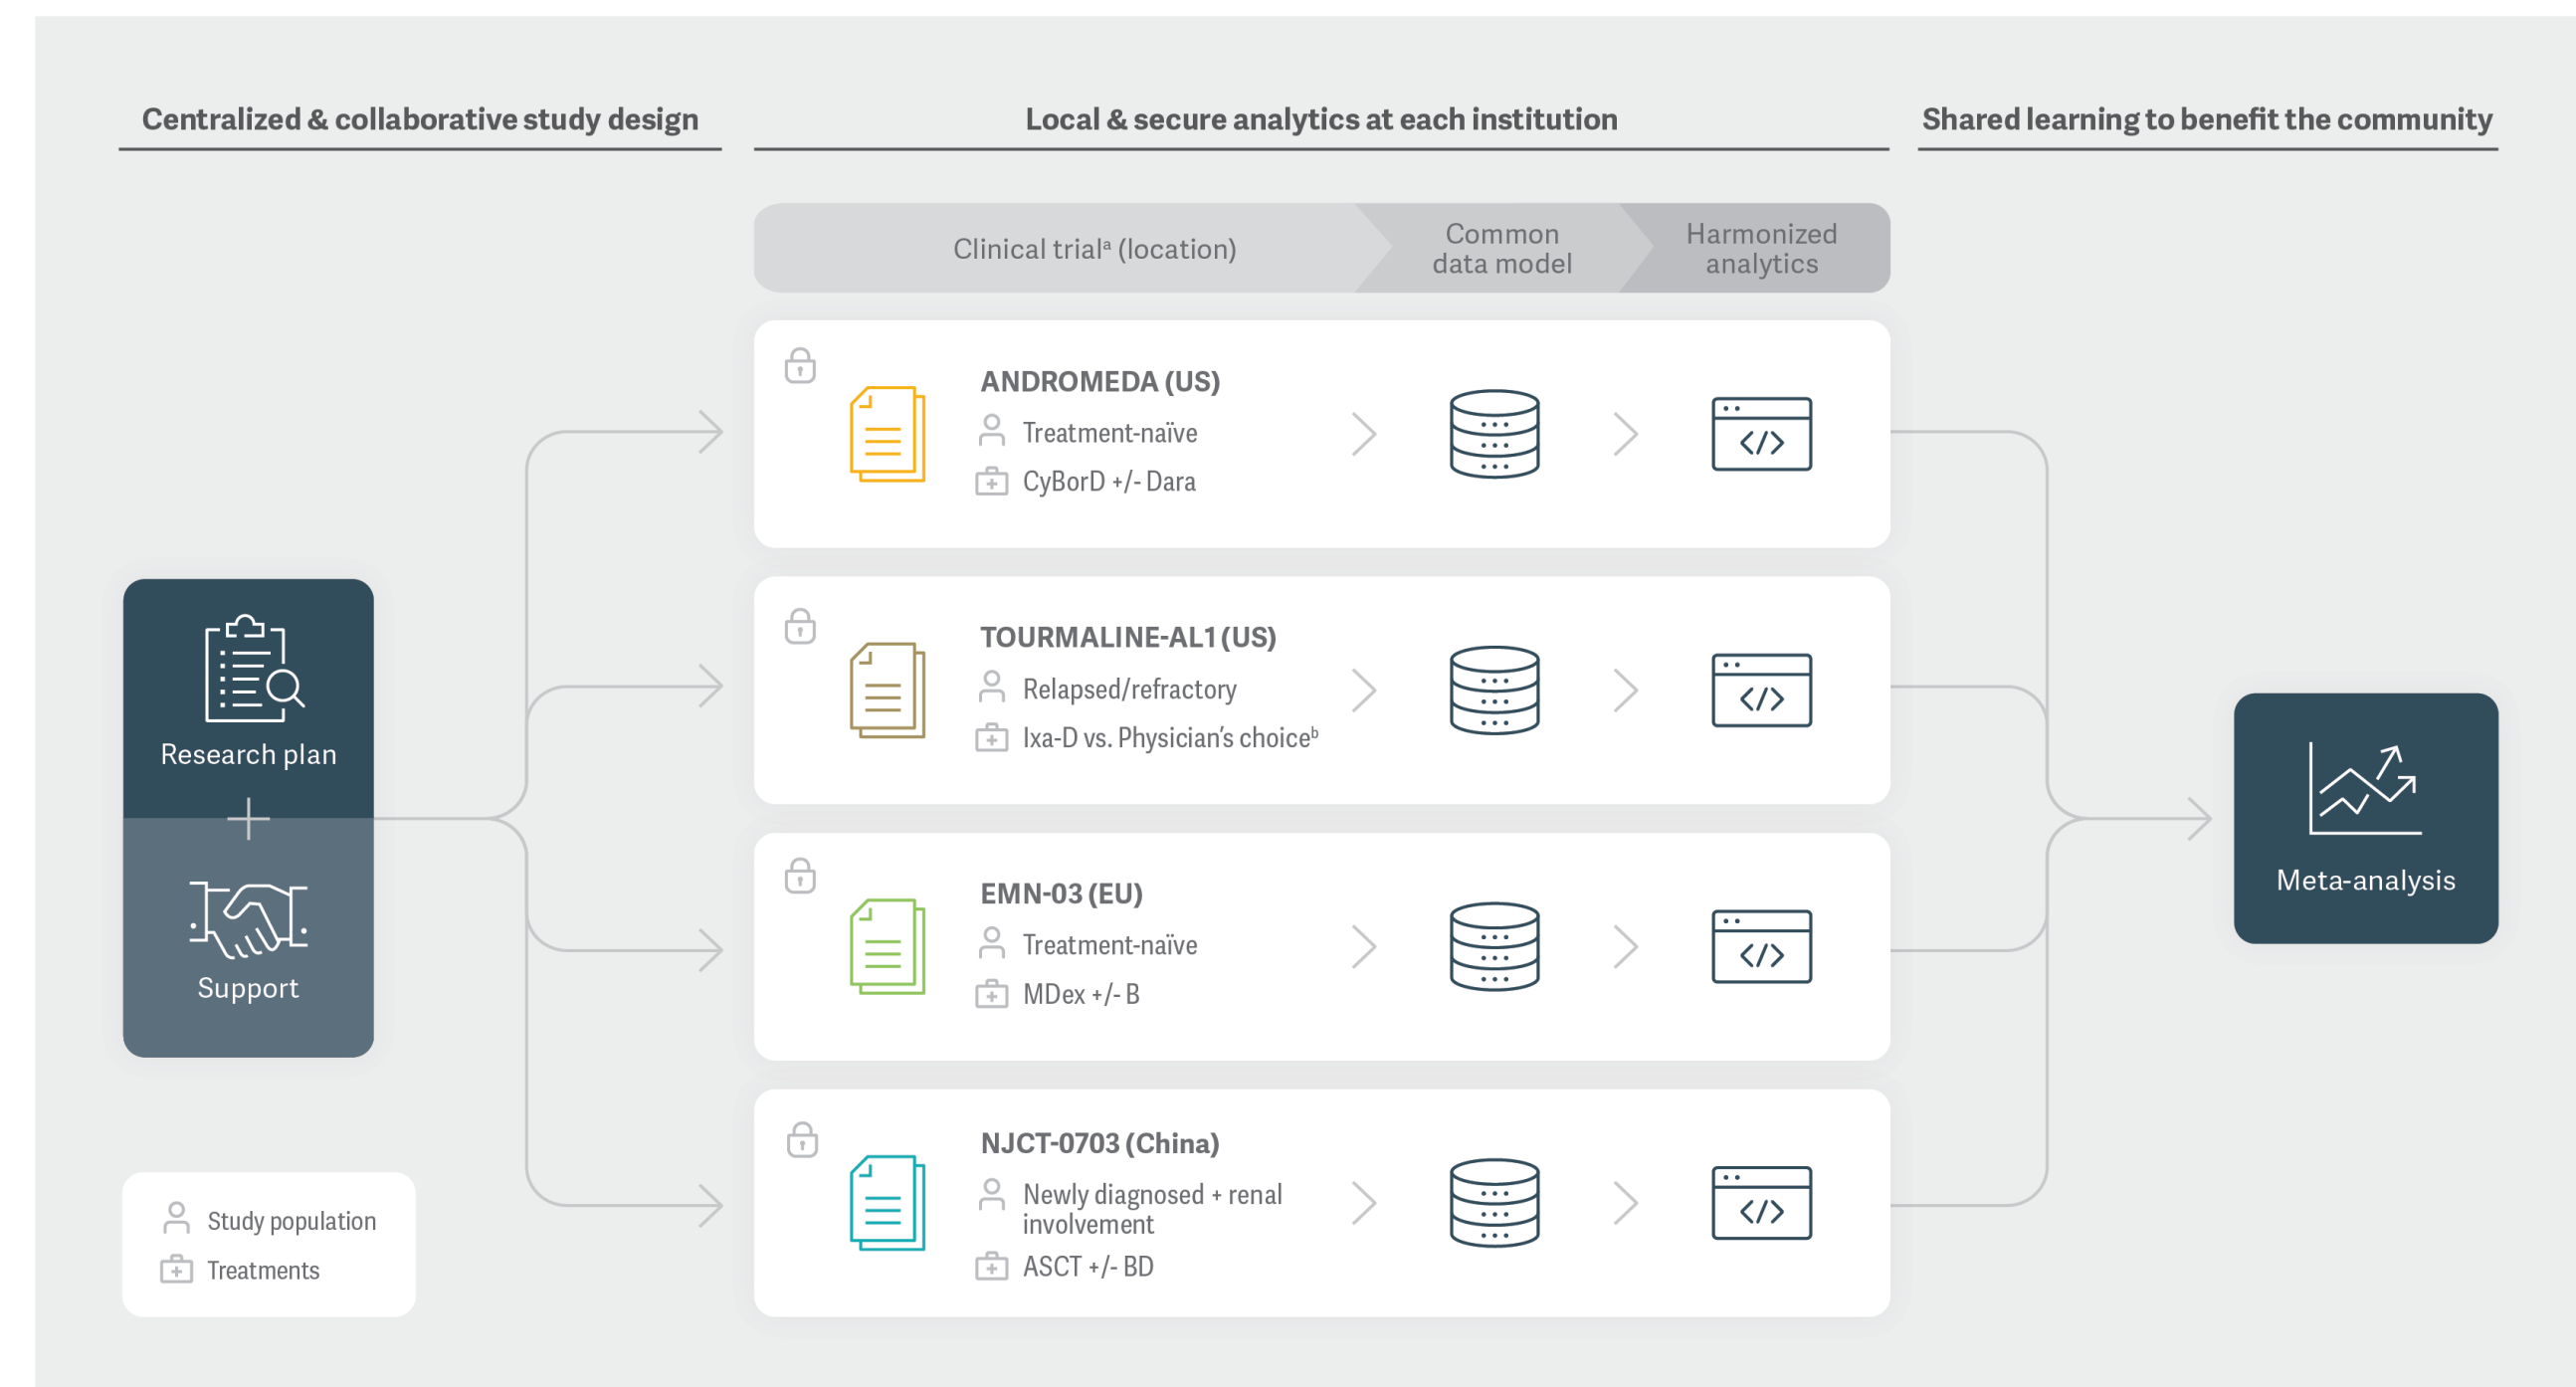 Centralized & collaborative study design
Local & secure analytics at each institution
Shared learning to benefit the community
Clinical trialᵃ (location)
Common
data model
Harmonized
analytics
ANDROMEDA (US)
Treatment-naïve
CyBorD +/- Dara
</>
TOURMALINE-AL1 (US)
Relapsed/refractory
Ixa-D vs. Physician’s choiceᵇ
</>
EMN-03 (EU)
Treatment-naïve
MDex +/- B
</>
NJCT-0703 (China)
Newly diagnosed + renal
involvement
ASCT +/- BD
</>
Research plan
+
Support
Meta-analysis
Study population
Treatments